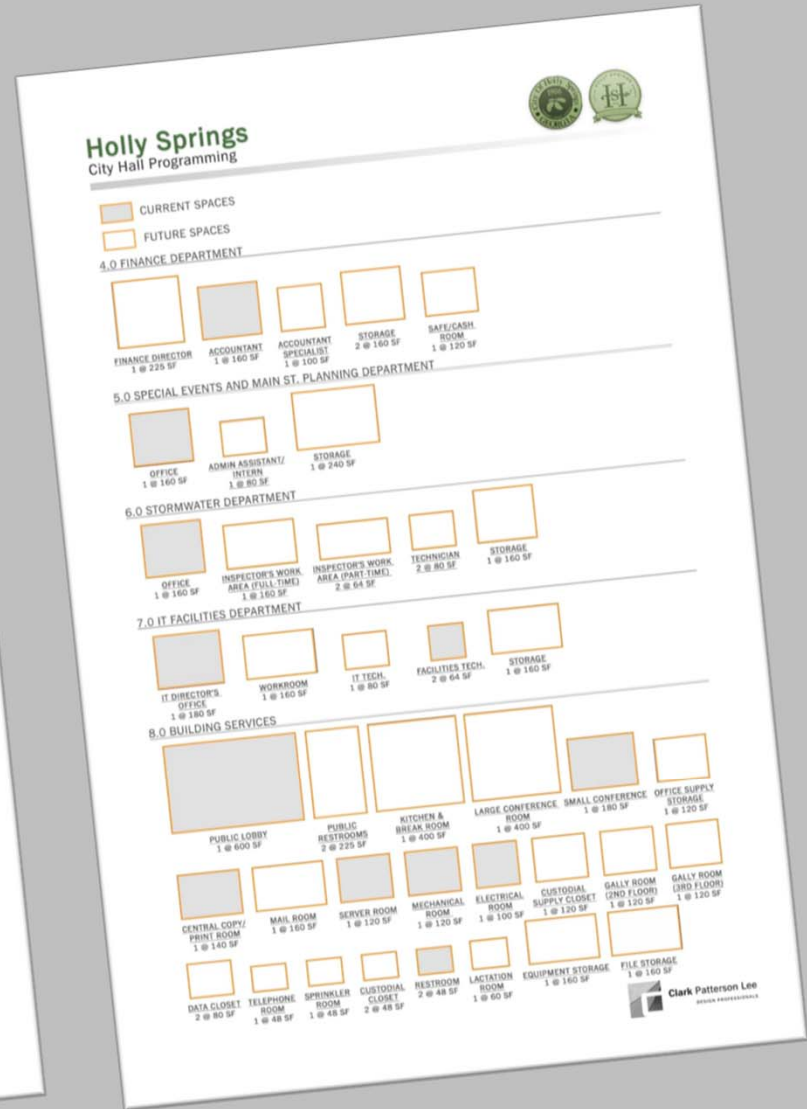 Holly Springs
City Hall Programming
CURRENT SPACES
FUTURE SPACES
4.0 FINANCE DEPARTMENT
FINANCE DIRECTOR
1 @ 225 SF
ACCOUNTANT
1 @ 160 SF
ACCOUNTANT
SPECIALIST
1 @ 100 SF
STORAGE
2 @ 160 SF
SAFE/CASH
ROOM
1 @ 120 SF
5.0 SPECIAL EVENTS AND MAIN ST. PLANNING DEPARTMENT
OFFICE
1 @ 160 SF
ADMIN ASSISTANT/
INTERN
1 @ 80 SF
STORAGE
1 @ 240 SF
6.0 STORMWATER DEPARTMENT
OFFICE
1 @ 160 SF
INSPECTOR'S WORK
AREA (FULL-TIME)
1 @ 160 SF
INSPECTOR'S WORK
AREA (PART-TIME)
2 @ 64 SF
TECHNICIAN
2 @ 80 SF
STORAGE
1 @ 160 SF
7.0 IT FACILITIES DEPARTMENT
IT DIRECTOR'S
OFFICE
1 @ 180 SF
WORKROOM
1 @ 160 SF
IT TECH.
1 @ 80 SF
FACILITIES TECH.
2 @ 64 SF
STORAGE
1 @ 160 SF
8.0 BUILDING SERVICES
PUBLIC LOBBY
1 @ 600 SF
PUBLIC
RESTROOMS
2 @ 225 SF
KITCHEN &
BREAK ROOM
1 @ 400 SF
LARGE CONFERENCE
ROOM
1 @ 400 SF
SMALL CONFERENCE
1 @ 180 SF
OFFICE SUPPLY
STORAGE
1 @ 120 SF
CENTRAL COPY/
PRINT ROOM
1 @ 140 SF
MAIL ROOM
1 @ 160 SF
SERVER ROOM
1 @ 120 SF
MECHANICAL
ROOM
1 @ 120 SF
ELECTRICAL
ROOM
1 @ 100 SF
CUSTODIAL
SUPPLY CLOSET
1 @ 120 SF
GALLY ROOM
(2ND FLOOR)
1 @ 120 SF
GALLY ROOM
(3RD FLOOR)
1 @ 120 SF
DATA CLOSET
2 @ 80 SF
TELEPHONE
ROOM
1 @ 48 SF
SPRINKLER
ROOM
1 @ 48 SF
CUSTODIAL
CLOSET
2 @ 48 SF
RESTROOM
2 @ 48 SF
LACTATION
ROOM
1 @ 60 SF
EQUIPMENT STORAGE
1 @ 160 SF
FILE STORAGE
1 @ 160 SF
Clark Patterson Lee
DESIGN PROFESSIONALS